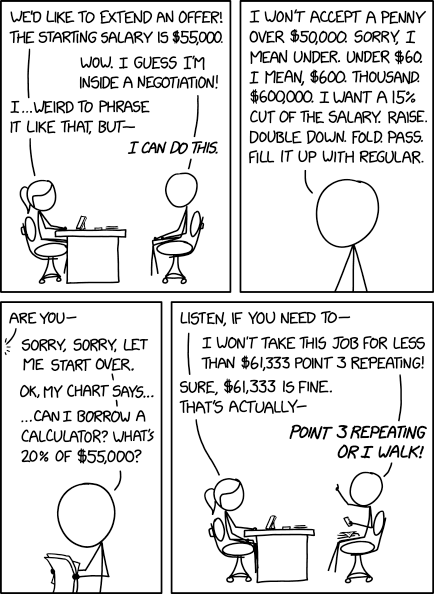 WE'D LIKE TO EXTEND AN OFFER!
THE STARTING SALARY IS $55,000.
WOW. I GUESS I'M
INSIDE A NEGOTIATION!
I...WEIRD TO PHRASE
IT LIKE THAT, BUT—
I CAN DO THIS.
I WON'T ACCEPT A PENNY
OVER $50,000. SORRY, I
MEAN UNDER. UNDER $60.
I MEAN, $600. THOUSAND.
$600,000. I WANT A 15%
CUT OF THE SALARY. RAISE.
DOUBLE DOWN. FOLD. PASS.
FILL IT UP WITH REGULAR.
ARE YOU—
SORRY, SORRY, LET
ME START OVER.
OK, MY CHART SAYS...
...CAN I BORROW A
CALCULATOR? WHAT'S
20% OF $55,000?
LISTEN, IF YOU NEED TO—
I WON'T TAKE THIS JOB FOR LESS
THAN $61,333 POINT 3 REPEATING!
SURE, $61,333 IS FINE.
THAT'S ACTUALLY—
POINT 3 REPEATING
OR I WALK!